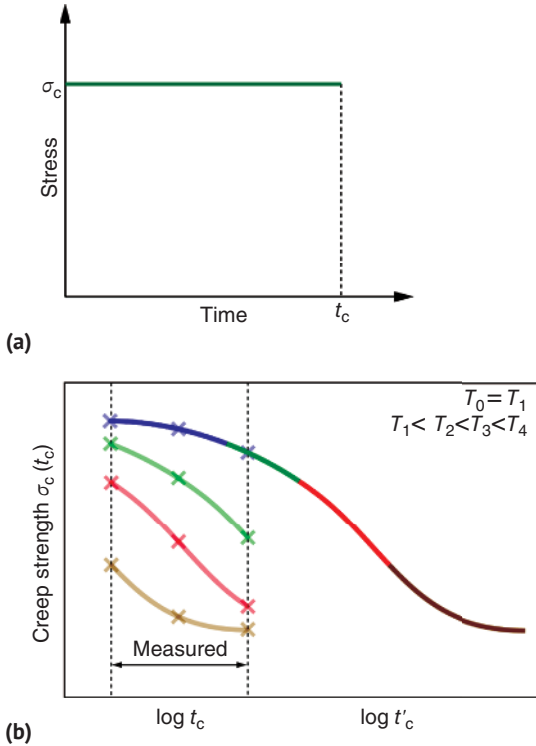 σc
Stress
Time
tc
(a)
T0 = T1
T1 < T2 < T3 < T4
Creep strength σc (tc)
Measured
log tc
log t'c
(b)